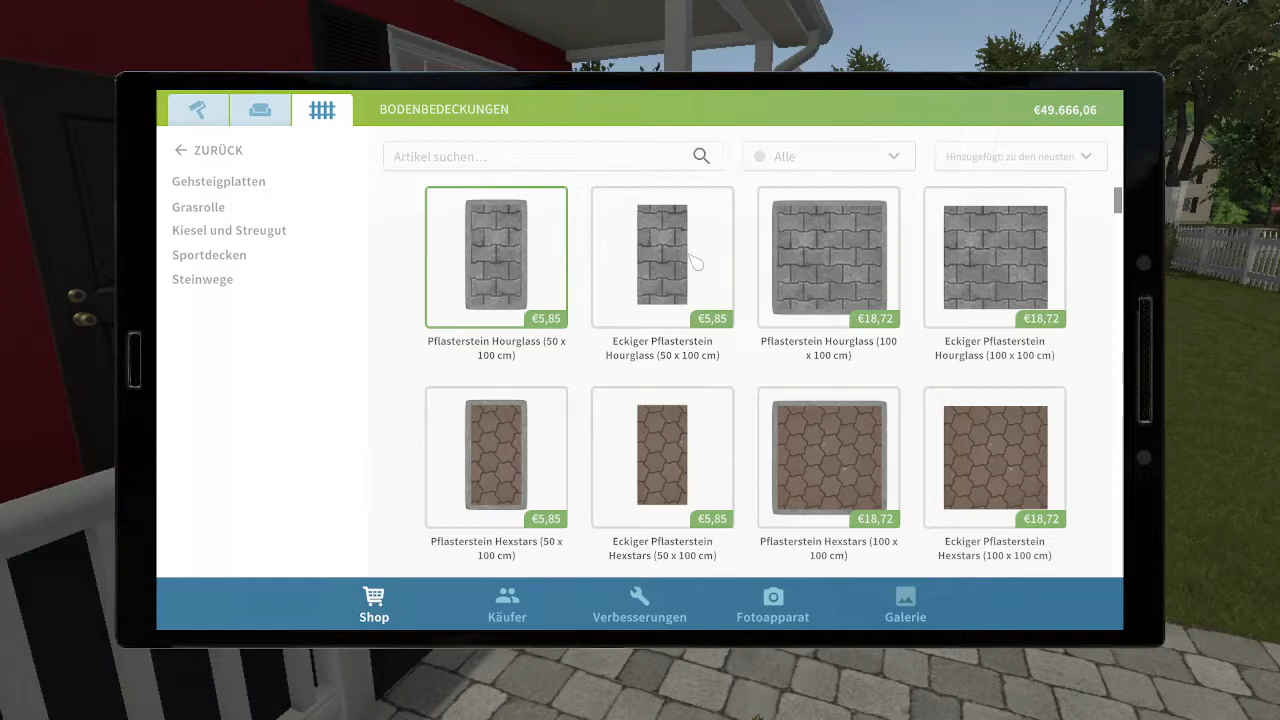 BODENBEDECKUNGEN
€49.666,06
ZURÜCK
Artikel suchen...
Alle
Hinzugefügt: zu den neusten
Gehsteigplatten
Grasrolle
Kiesel und Streugut
Sportdecken
Steinwege
€5,85
€5,85
€18,72
€18,72
Pflasterstein Hourglass (50 x
100 cm)
Eckiger Pflasterstein
Hourglass (50 x 100 cm)
Pflasterstein Hourglass (100
x 100 cm)
Eckiger Pflasterstein
Hourglass (100 x 100 cm)
€5,85
€5,85
€18,72
€18,72
Pflasterstein Hexstars (50 x
100 cm)
Eckiger Pflasterstein
Hexstars (50 x 100 cm)
Pflasterstein Hexstars (100 x
100 cm)
Eckiger Pflasterstein
Hexstars (100 x 100 cm)
Shop
Käufer
Verbesserungen
Fotoapparat
Galerie